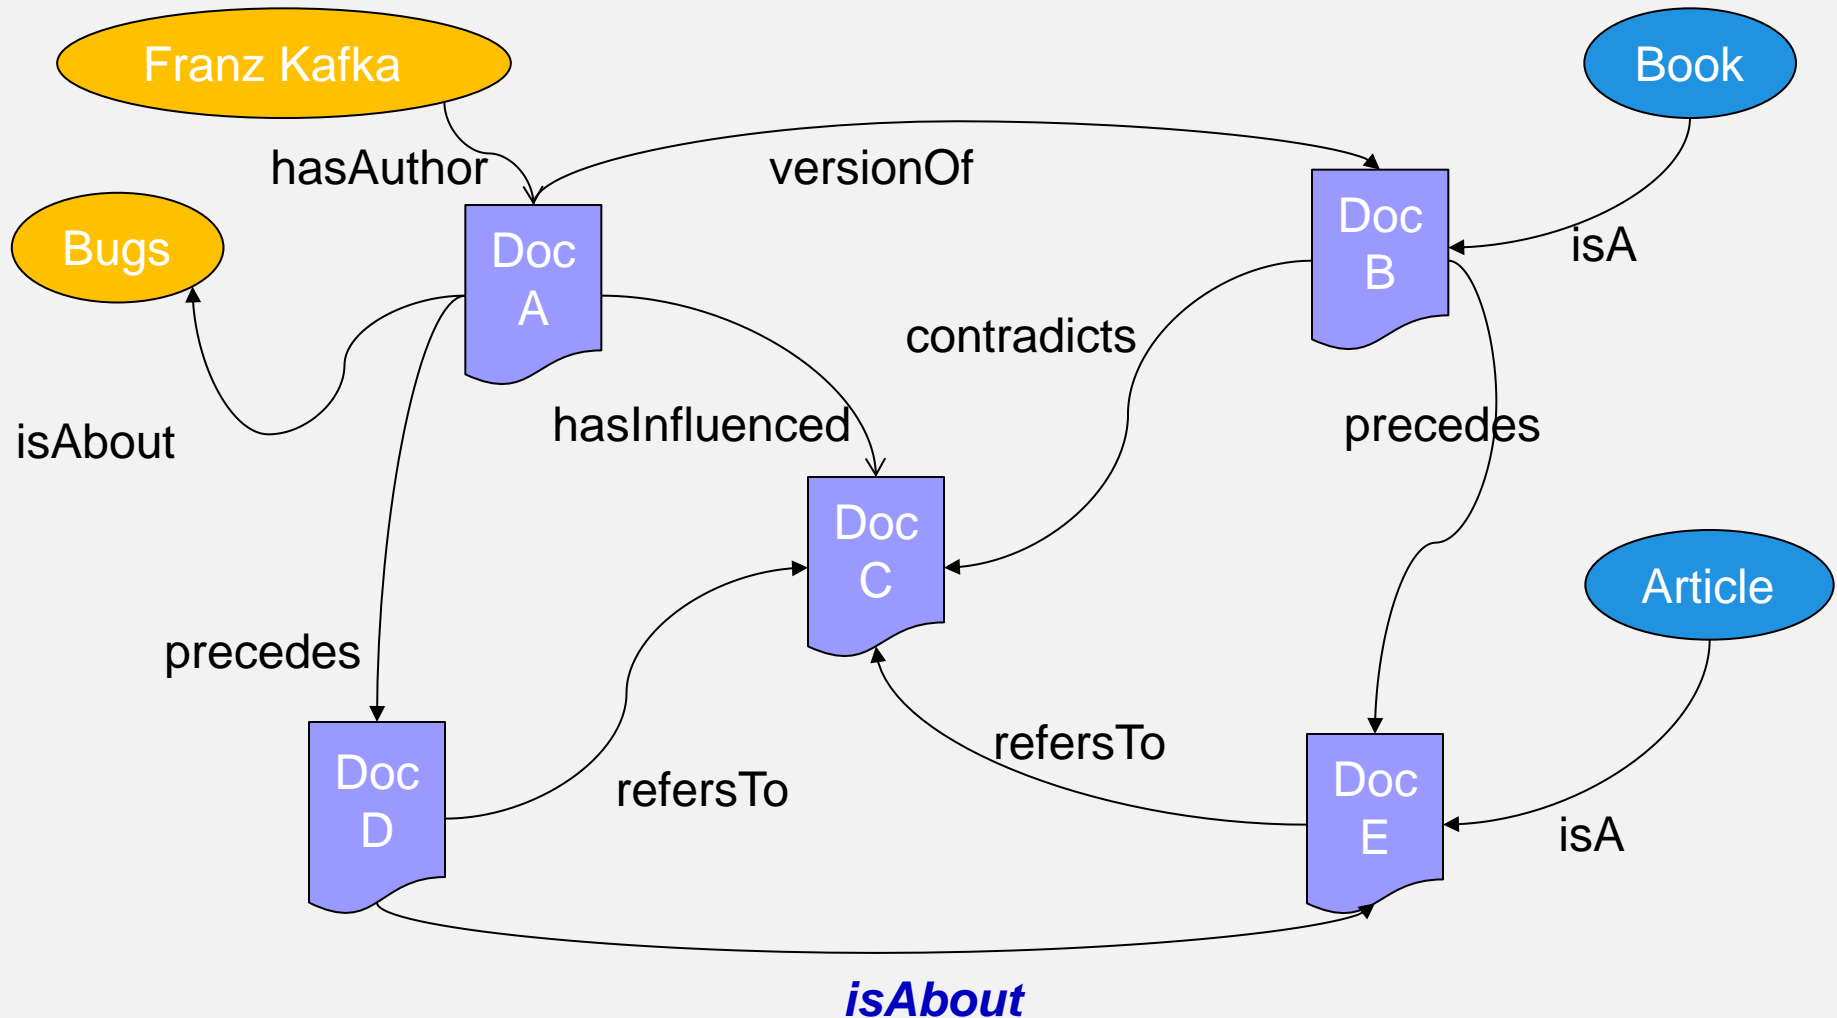 Franz Kafka
Book
hasAuthor
versionOf
Bugs
Doc
A
Doc
B
isA
contradicts
isAbout
hasInfluenced
precedes
Doc
C
Article
precedes
refersTo
refersTo
Doc
D
Doc
E
isA
isAbout